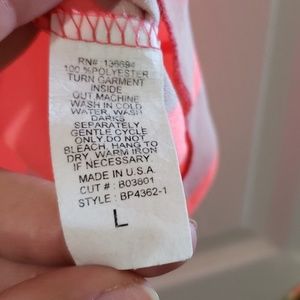 RN#: 136694
100 %POLYESTER
TURN GARMENT
INSIDE
OUT.MACHINE
WASH IN COLD
WATER, WASH
DARKS
SEPARATELY
GENTLE CYCLE
ONLY.DO NOT
BLEACH, HANG TO
DRY, WARM IRON
IF NECESSARY
MADE IN U.S.A.
CUT # : B03801
STYLE : BP4362-1
L